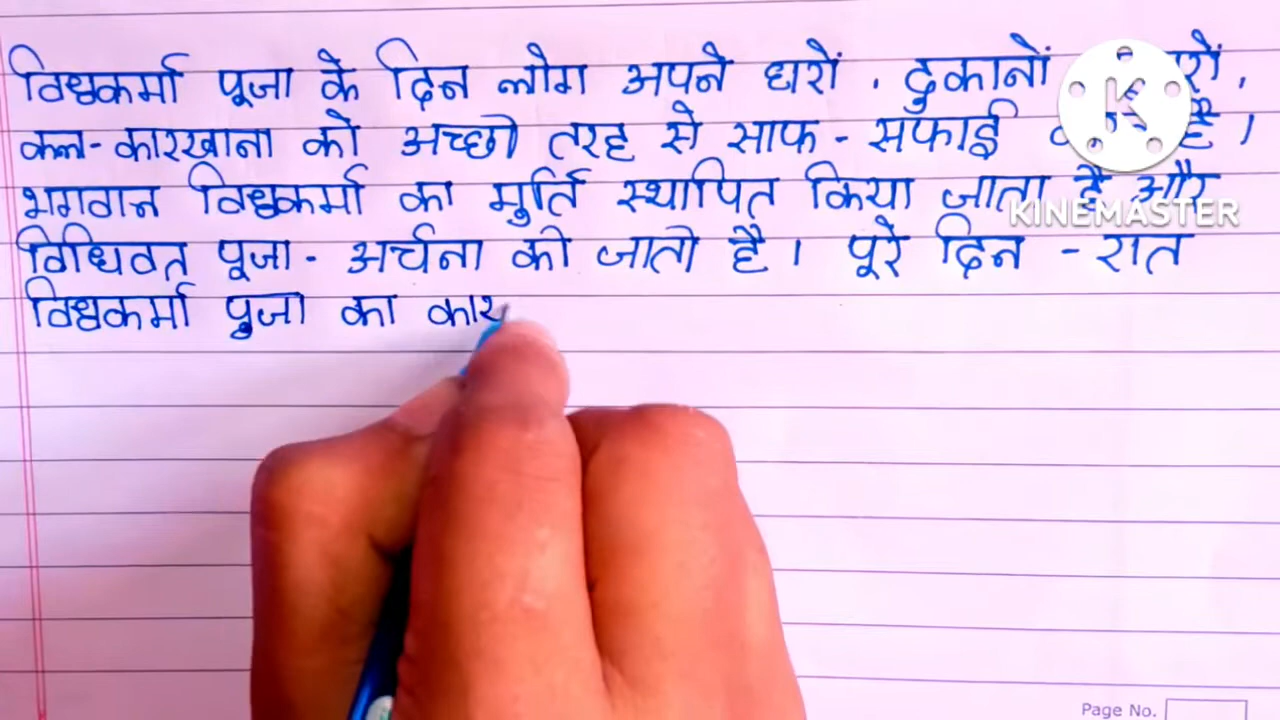 विश्वकर्मा पूजा के दिन लोग अपने घरों , दुकानों
कल - कारखाना को अच्छी तरह से साफ - सफाई है ।
भगवान विश्वकर्मा का मुर्ति स्थापित किया जाता है और
KINEMASTER
विधिवत् पूजा - अर्चना की जाती है । पूरे दिन - रात
विश्वकर्मा पूजा का
Page No.